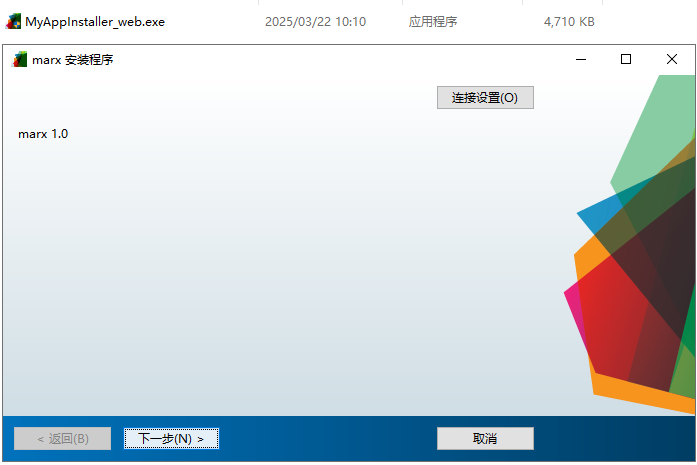 MyAppInstaller_web.exe 2025/03/22 10:10 应用程序 4,710 KB
marx 安装程序
连接设置(O)
marx 1.0
< 返回(B) 下一步(N) > 取消